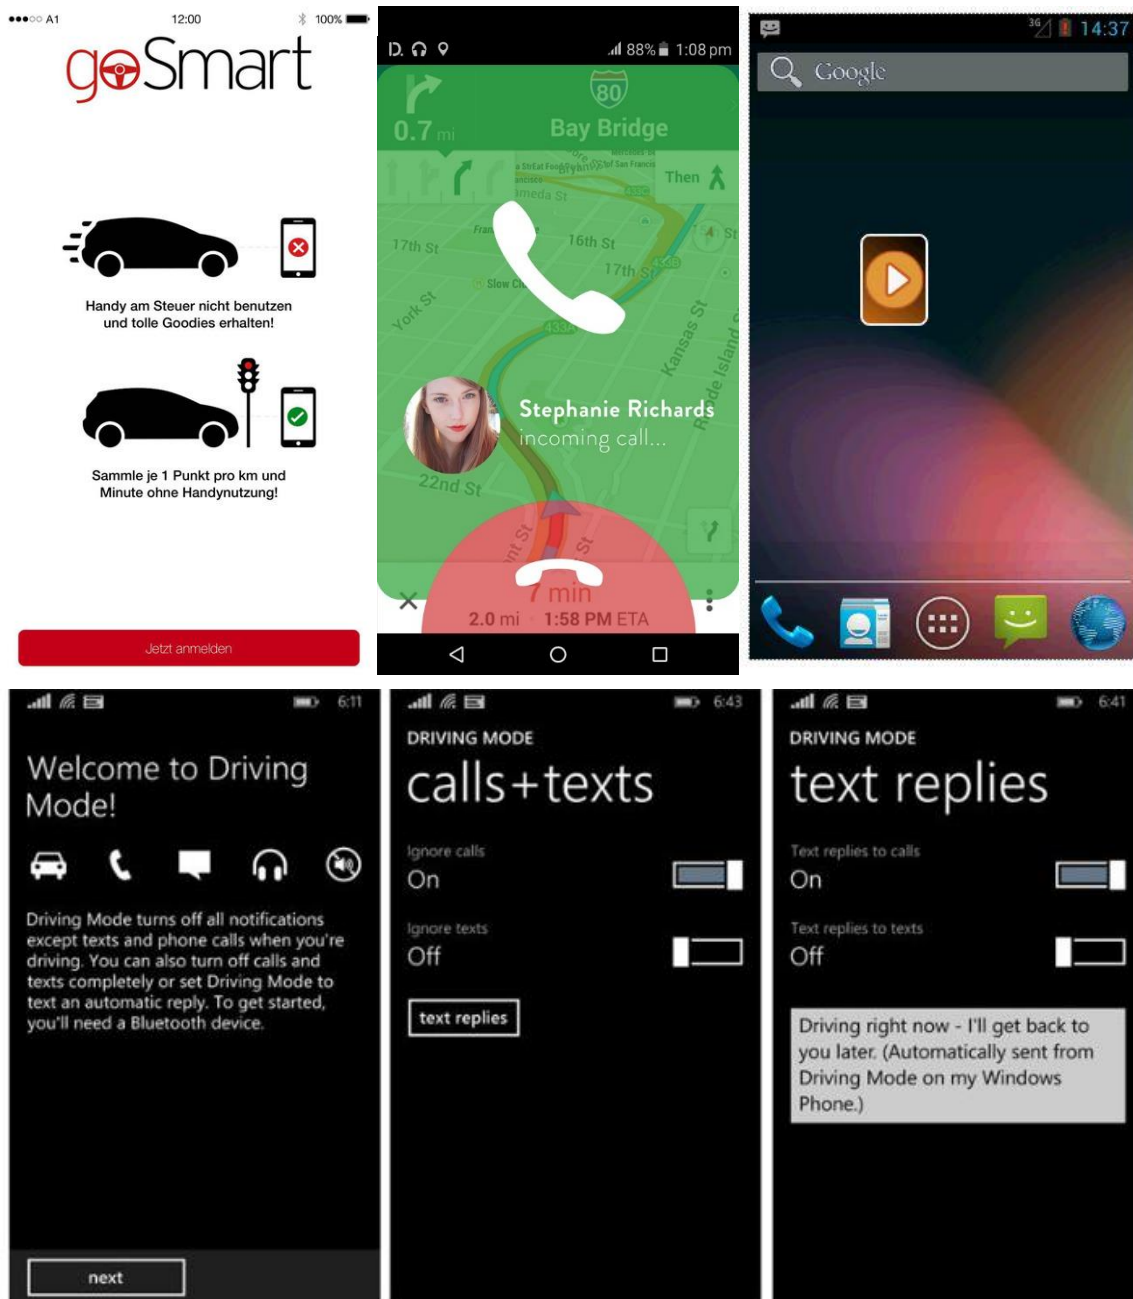 A1 12:00 100%
goSmart
Handy am Steuer nicht benutzen
und tolle Goodies erhalten!
Sammle je 1 Punkt pro km und
Minute ohne Handynutzung!
Jetzt anmelden
D. 88% 1:08 pm
80
0.7 mi Bay Bridge
Then
17th St
16th St
17th St
York St
433A
433B
Kansas St
Rhode Island St
Stephanie Richards
incoming call...
22nd St
7 min
2.0 mi · 1:58 PM ETA
3G 14:37
Google
6:11
Welcome to Driving
Mode!
Driving Mode turns off all notifications
except texts and phone calls when you're
driving. You can also turn off calls and
texts completely or set Driving Mode to
text an automatic reply. To get started,
you'll need a Bluetooth device.
next
6:43
DRIVING MODE
calls+texts
Ignore calls
On
Ignore texts
Off
text replies
6:41
DRIVING MODE
text replies
Text replies to calls
On
Text replies to texts
Off
Driving right now - I'll get back to
you later. (Automatically sent from
Driving Mode on my Windows
Phone.)